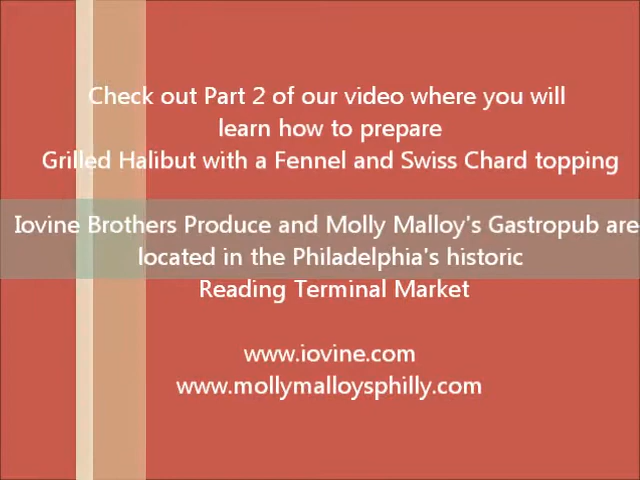 Check out Part 2 of our video where you will
learn how to prepare
Grilled Halibut with a Fennel and Swiss Chard topping
Iovine Brothers Produce and Molly Malloy's Gastropub are
located in the Philadelphia's historic
Reading Terminal Market
www.iovine.com
www.mollymalloysphilly.com